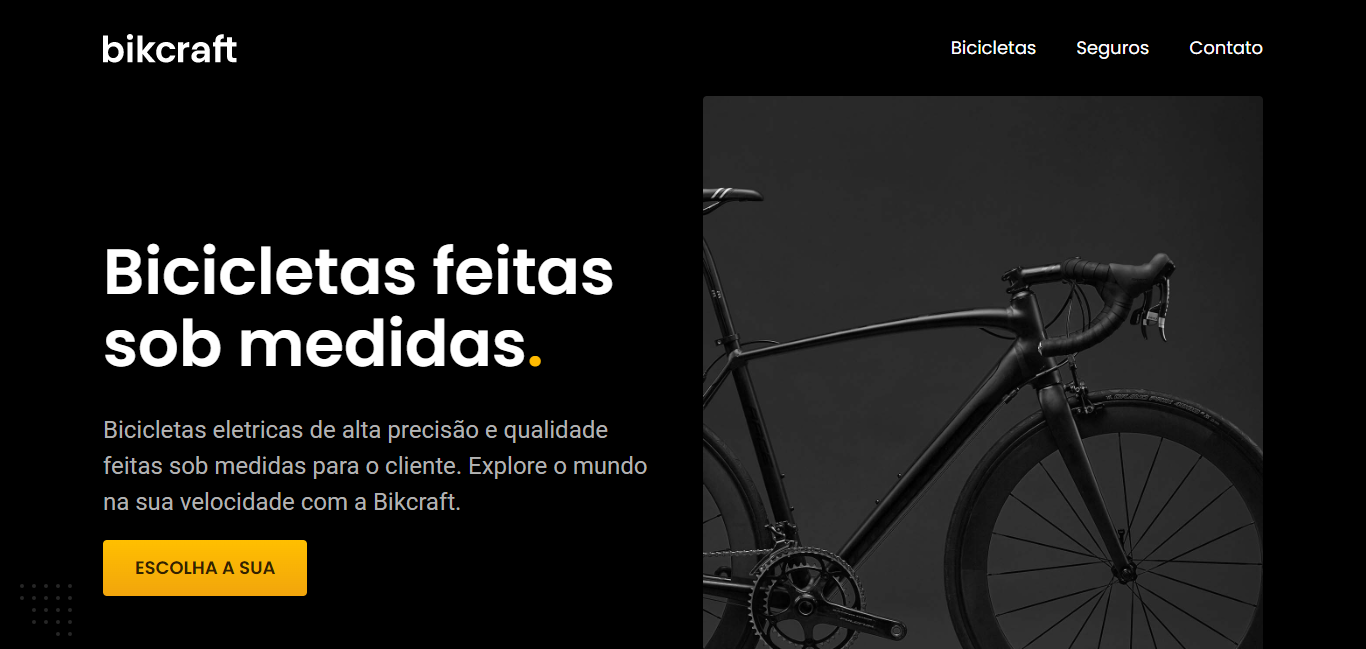 bikcraft
Bicicletas Seguros Contato
Bicicletas feitas
sob medidas.
Bicicletas eletricas de alta precisão e qualidade
feitas sob medidas para o cliente. Explore o mundo
na sua velocidade com a Bikcraft.
ESCOLHA A SUA